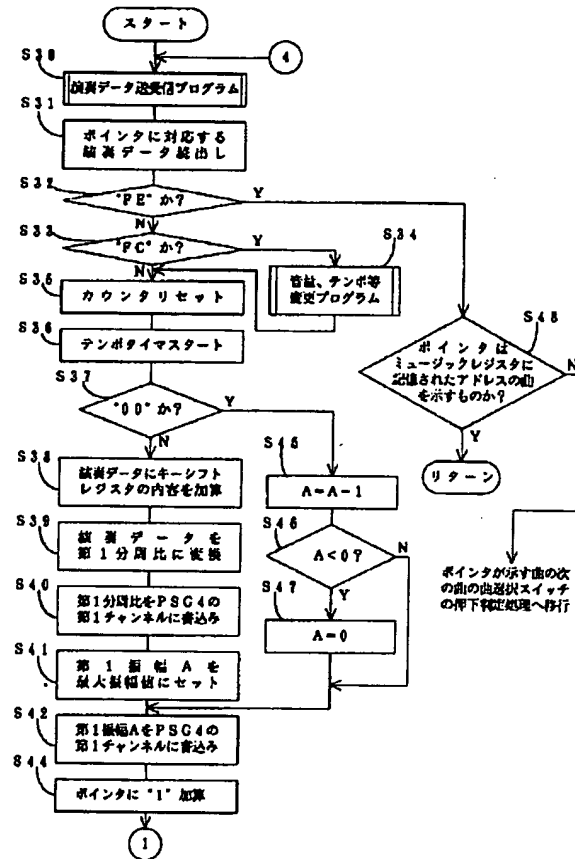 スタート
4
S30
演奏データ送受信プログラム
S31
ポインタに対応する
演奏データ読出し
S32
"FE"か?
Y
N
S33
"FC"か?
Y
N
S34
音量、テンポ等
変更プログラム
S35
カウンタリセット
S36
テンポタイマスタート
S48
ポインタは
ミュージックレジスタに
記憶されたアドレスの曲
を示すものか?
N
Y
リターン
S37
"00"か?
Y
N
S38
演奏データにキーシフト
レジスタの内容を加算
S45
A=A-1
S39
演奏データを
第1分周比に変換
S46
A<0?
N
Y
ポインタが示す曲の次
の曲の曲選択スイッチ
の押下判定処理へ移行
S40
第1分周比をPSG4の
第1チャンネルに書込み
S47
A=0
S41
第1振幅Aを
最大振幅値にセット
S42
第1振幅AをPSG4の
第1チャンネルに書込み
S44
ポインタに"1"加算
1